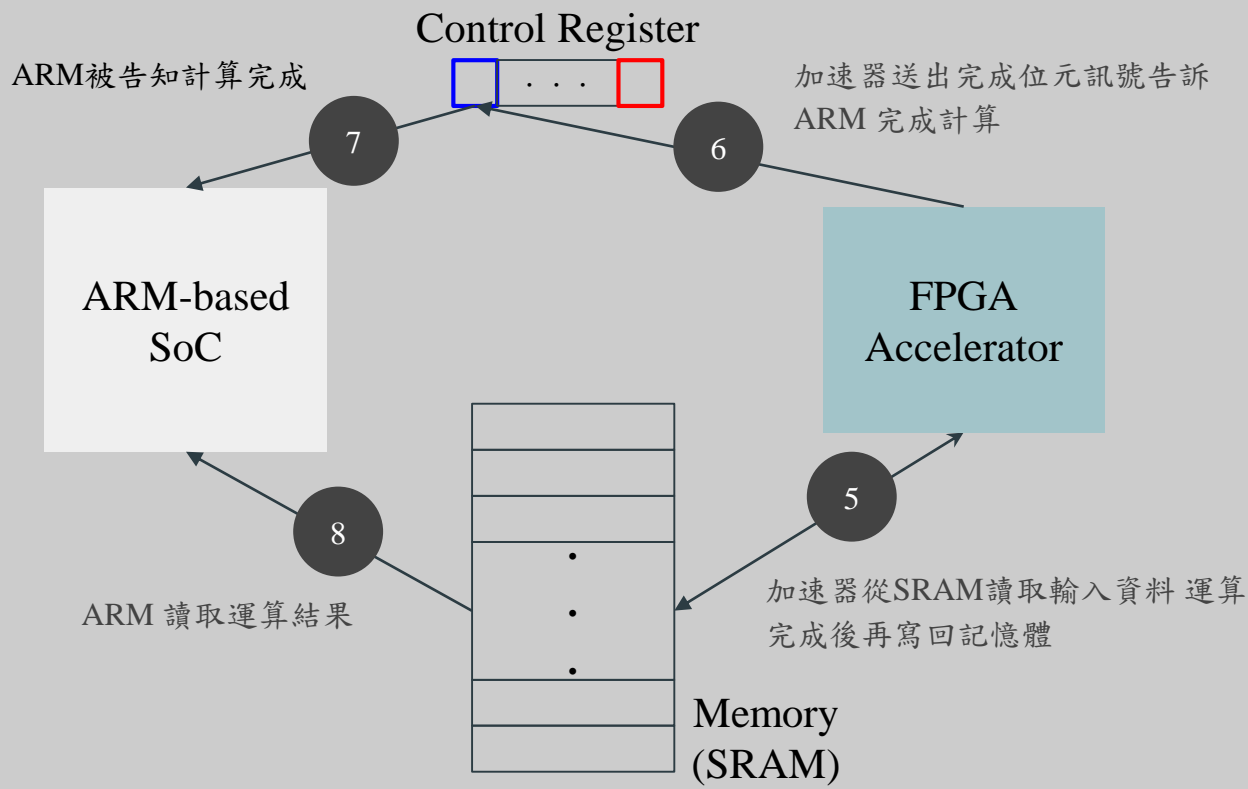 Control Register
ARM被告知計算完成
· · ·
加速器送出完成位元訊號告訴
ARM 完成計算
7
6
ARM-based
SoC
FPGA
Accelerator
5
8
ARM 讀取運算結果
加速器從SRAM讀取輸入資料 運算
完成後再寫回記憶體
Memory
(SRAM)